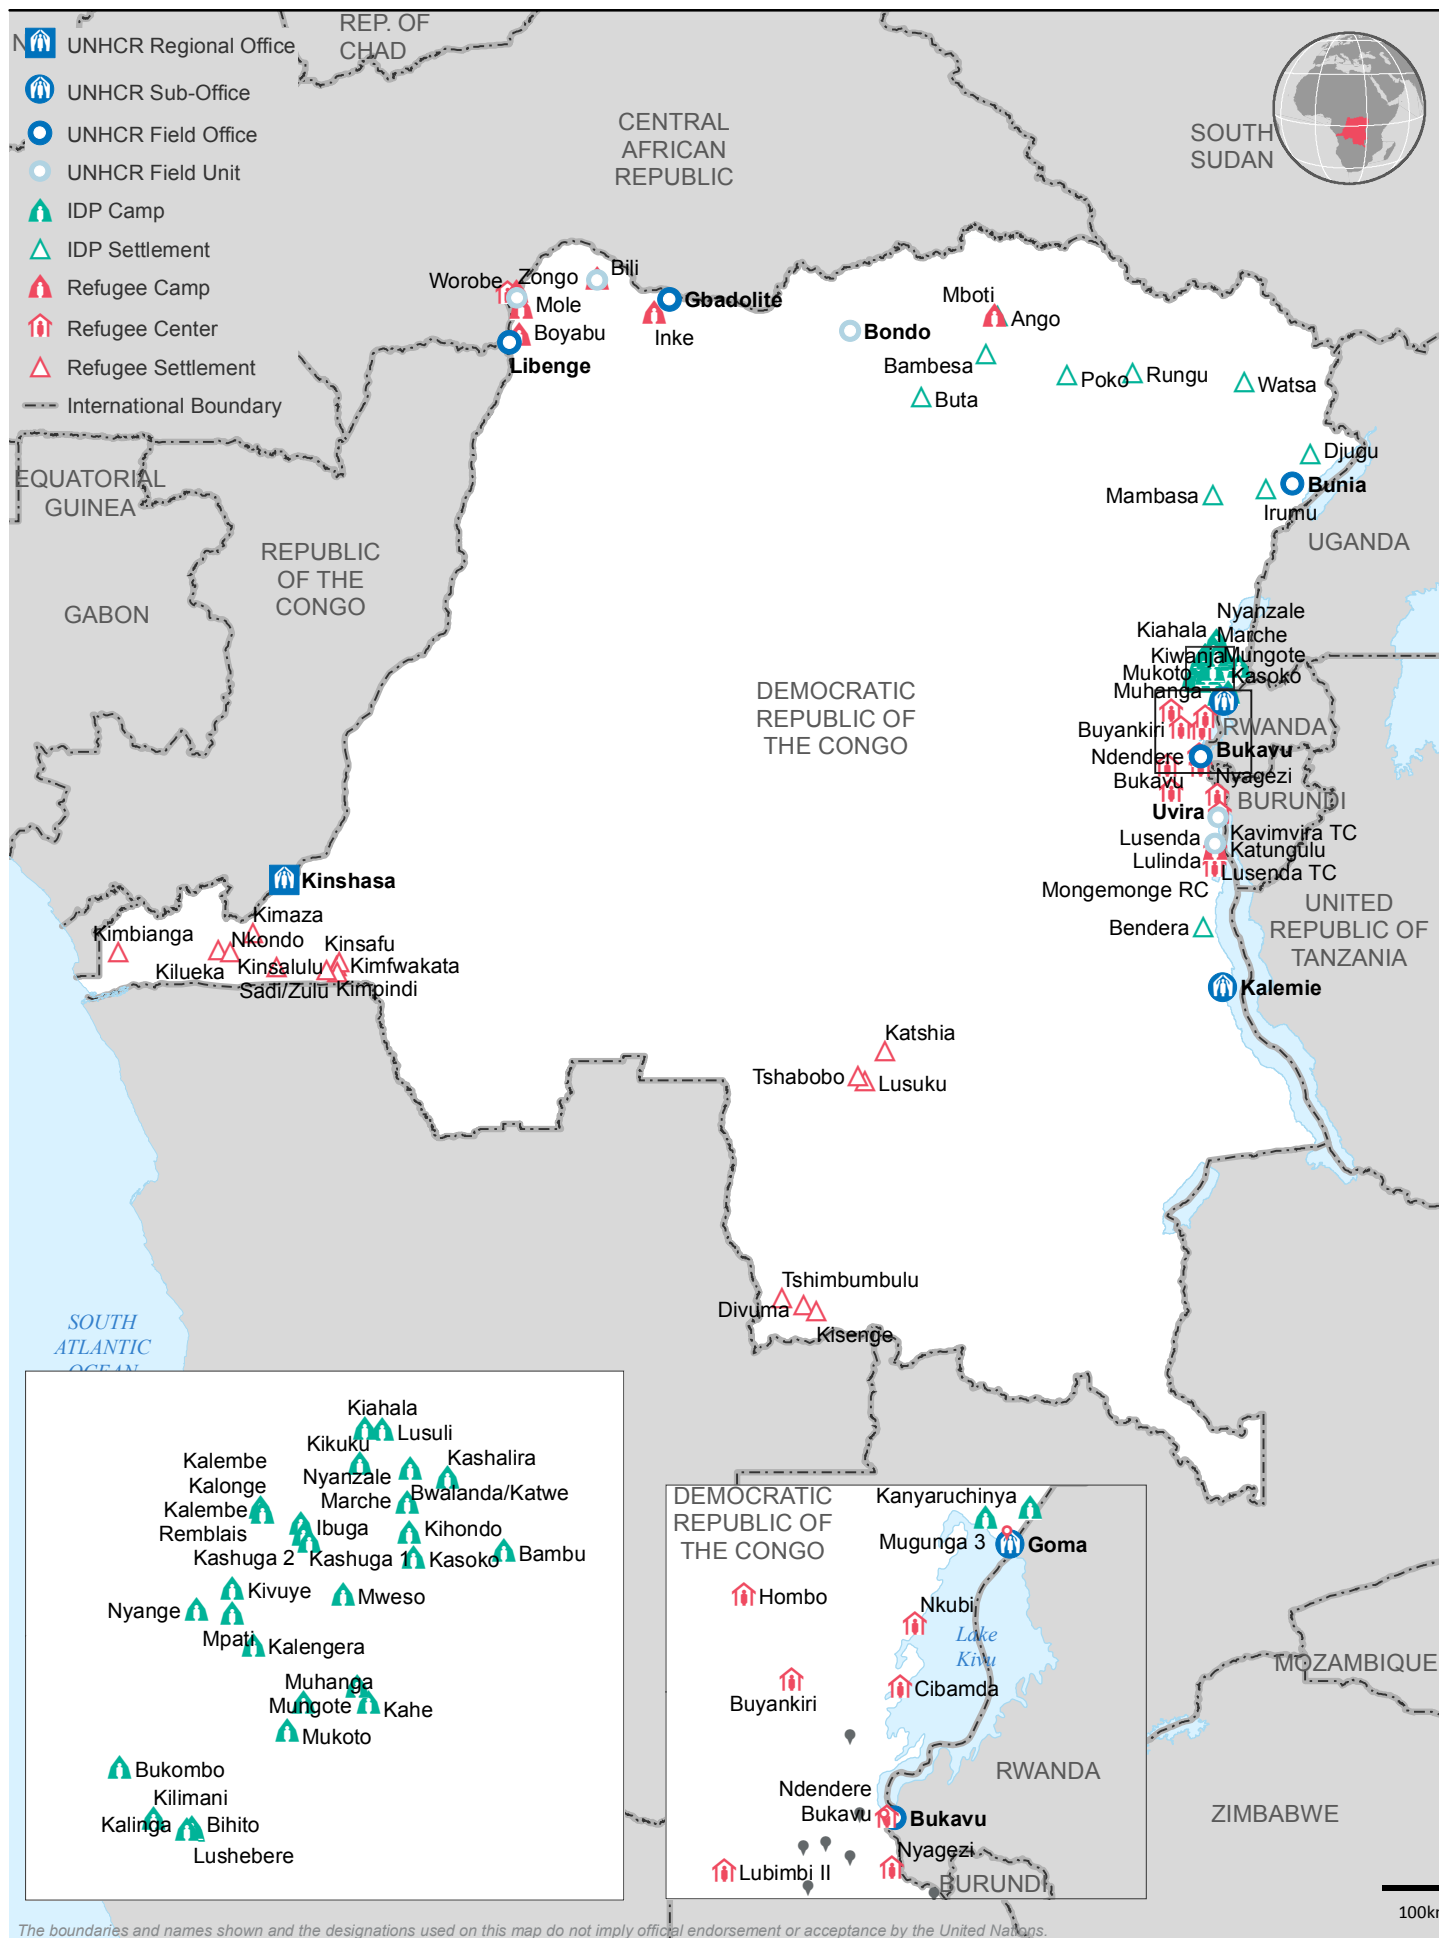 REP. OF
CHAD
UNHCR Regional Office
UNHCR Sub-Office
UNHCR Field Office
UNHCR Field Unit
IDP Camp
IDP Settlement
Refugee Camp
Refugee Center
Refugee Settlement
International Boundary
CENTRAL
AFRICAN
REPUBLIC
SOUTH
SUDAN
Worobe
Zongo
Bili
Mole
Boyabu
Libenge
Gbadolite
Inke
Bondo
Mboti
Ango
Bambesa
Buta
Poko
Rungu
Watsa
Djugu
Bunia
Mambasa
Irumu
UGANDA
EQUATORIAL
GUINEA
GABON
REPUBLIC
OF THE
CONGO
DEMOCRATIC
REPUBLIC OF
THE CONGO
Nyanzale
Kiahala
Marche
Kiwanja
Mungote
Mukoto
Kasoko
Muhanga
Buyankiri
RWANDA
Ndendere
Bukavu
Bukavu
Nyagezi
BURUNDI
Uvira
Lusenda
Kavimvira TC
Lulinda
Katungulu
Lusenda TC
Mongemonge RC
Bendera
UNITED
REPUBLIC OF
TANZANIA
Kalemie
Kinshasa
Kimaza
Kimbianga
Nkondo
Kilueka
Kinsalulu
Kinsafu
Kimfwakata
Sadi/Zulu
Kimpindi
Katshia
Tshabobo
Lusuku
Tshimbumbulu
Divuma
Kisenge
SOUTH
ATLANTIC
OCEAN
Kiahala
Lusuli
Kikuku
Kalembe
Kalonge
Nyanzale
Marche
Kashalira
Bwalanda/Katwe
Kalembe
Remblais
Ibuga
Kihondo
Kashuga 2
Kashuga 1
Kasoko
Bambu
Kivuye
Mweso
Nyange
Mpati
Kalengera
Muhanga
Mungote
Kahe
Mukoto
Bukombo
Kilimani
Kalinga
Bihito
Lushebere
DEMOCRATIC
REPUBLIC OF
THE CONGO
Kanyaruchinya
Mugunga 3
Goma
Hombo
Nkubi
Lake
Kivu
Buyankiri
Cibamda
RWANDA
Ndendere
Bukavu
Bukavu
Nyagezi
Lubimbi II
BURUNDI
MOZAMBIQUE
ZIMBABWE
The boundaries and names shown and the designations used on this map do not imply official endorsement or acceptance by the United Nations.